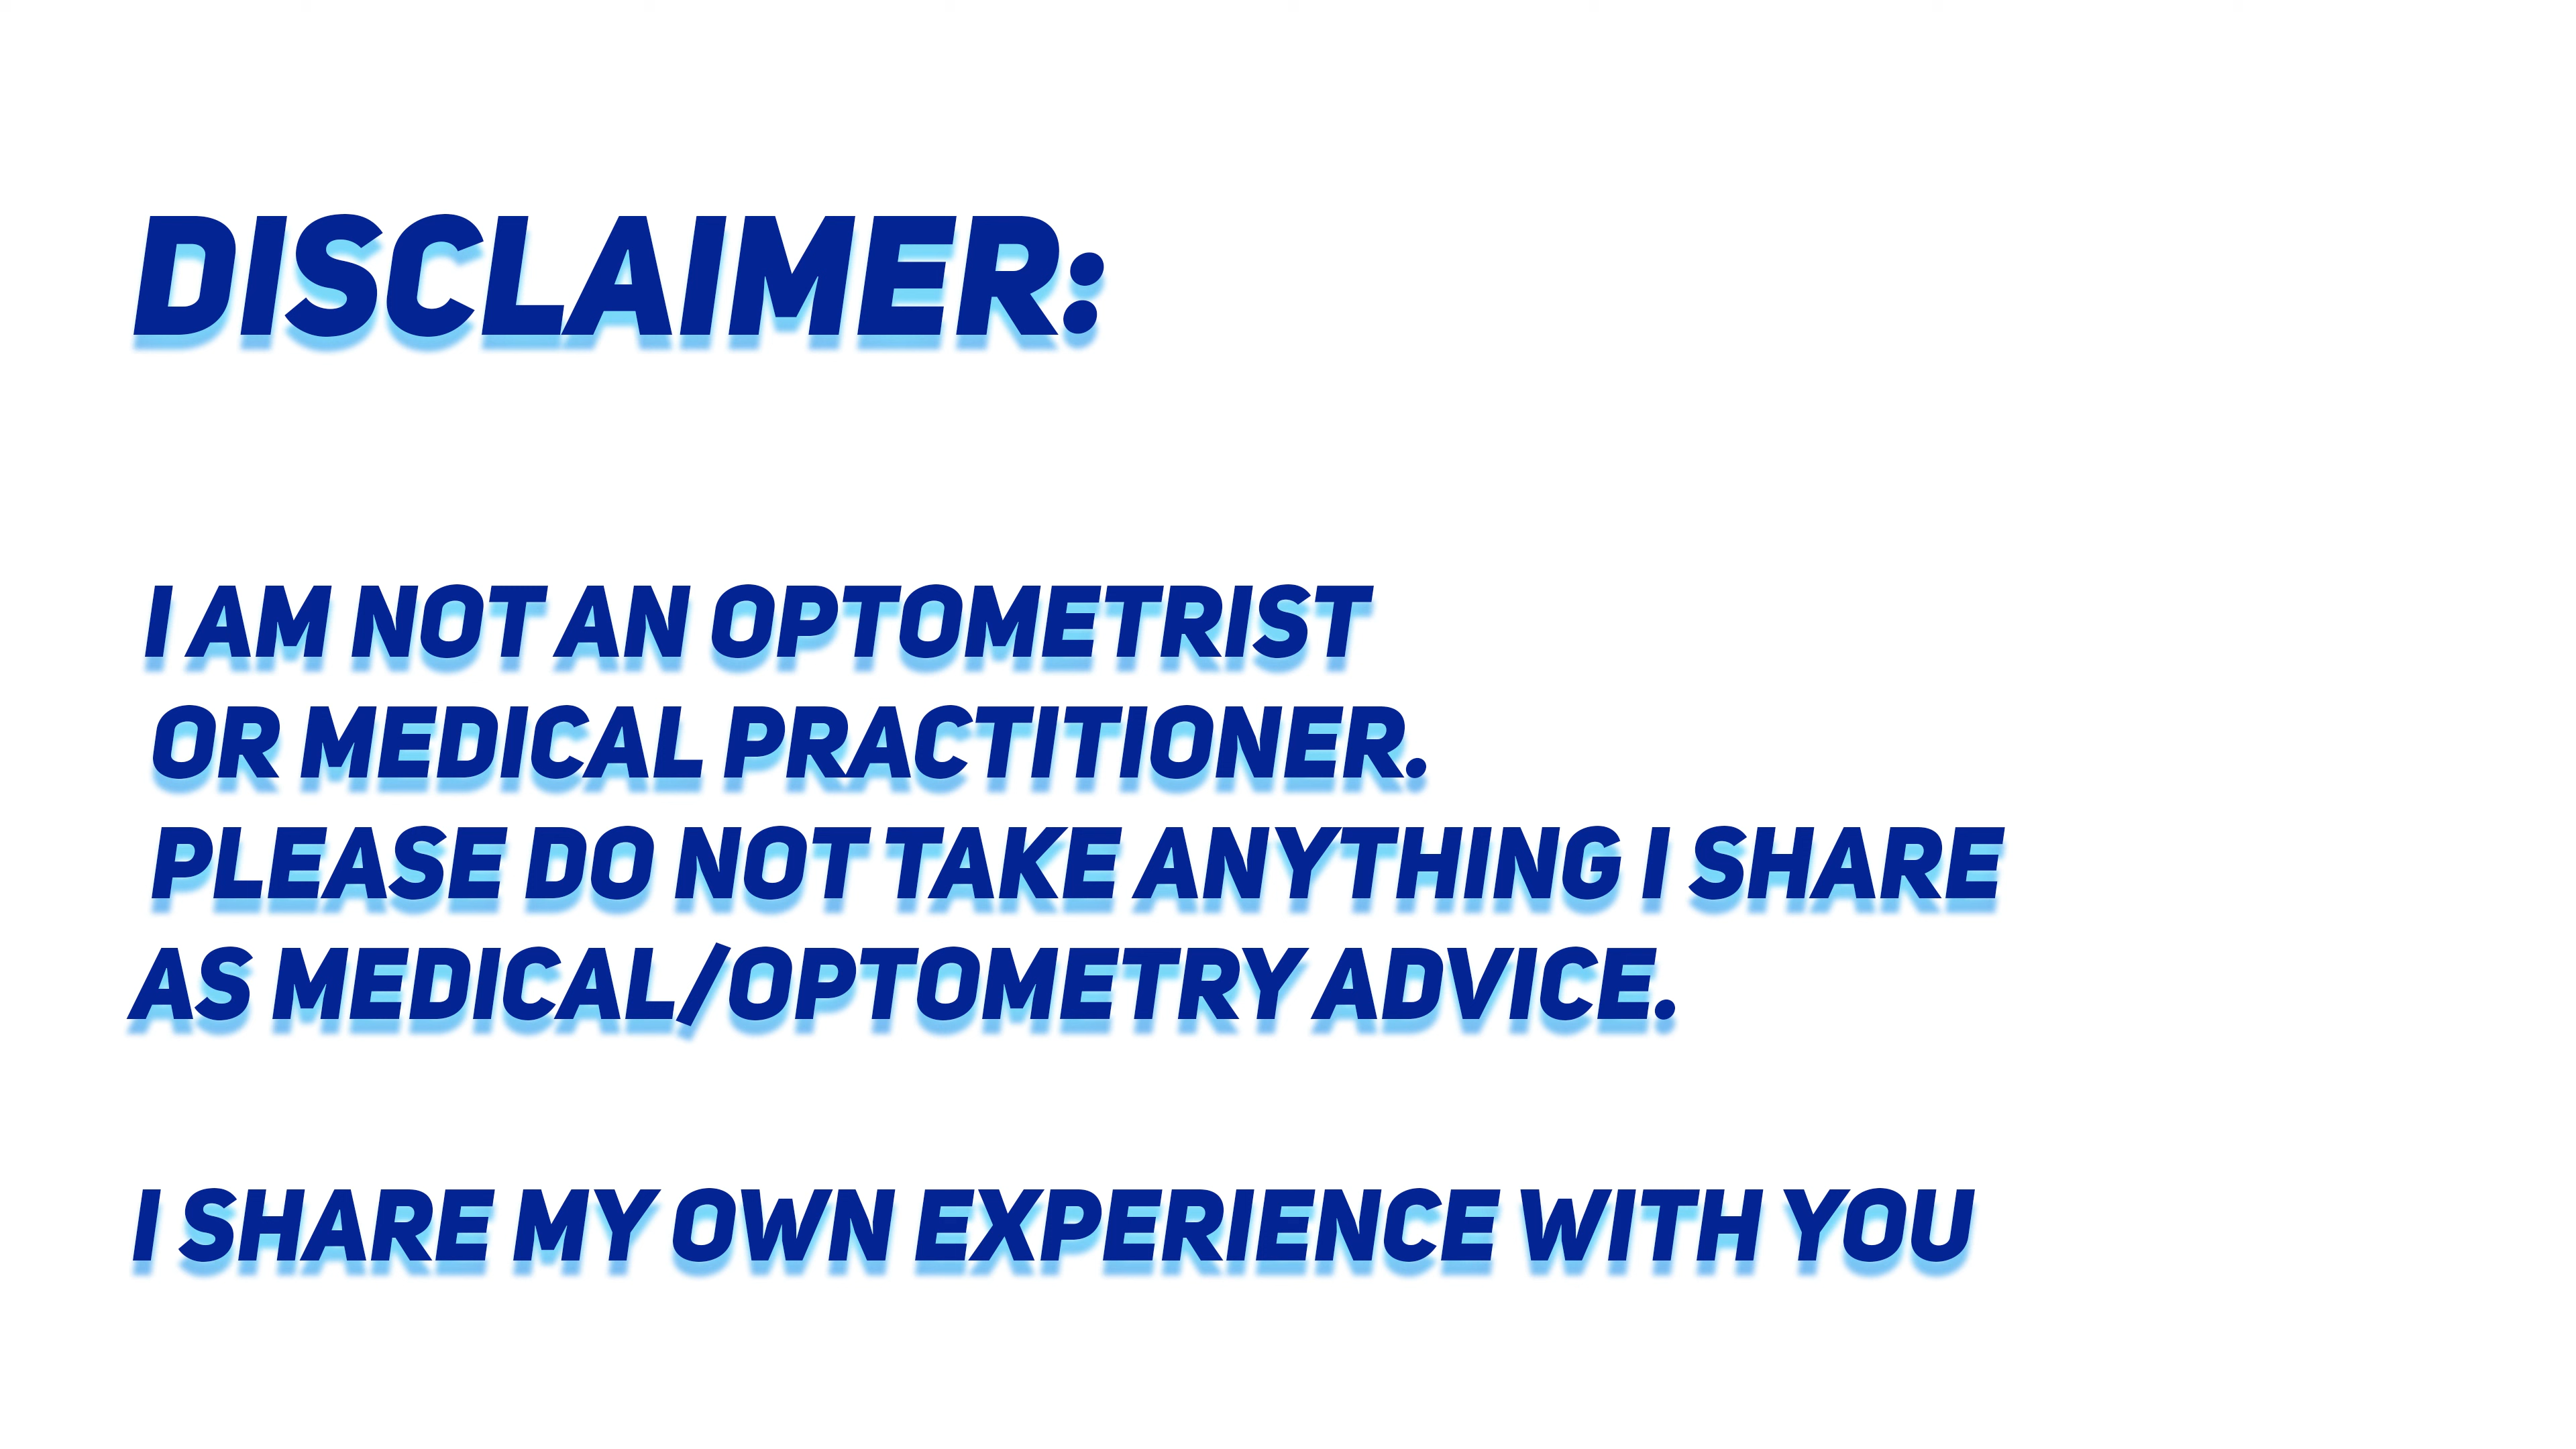 DISCLAIMER:
I AM NOT AN OPTOMETRIST
OR MEDICAL PRACTITIONER.
PLEASE DO NOT TAKE ANYTHING I SHARE
AS MEDICAL/OPTOMETRY ADVICE.
I SHARE MY OWN EXPERIENCE WITH YOU